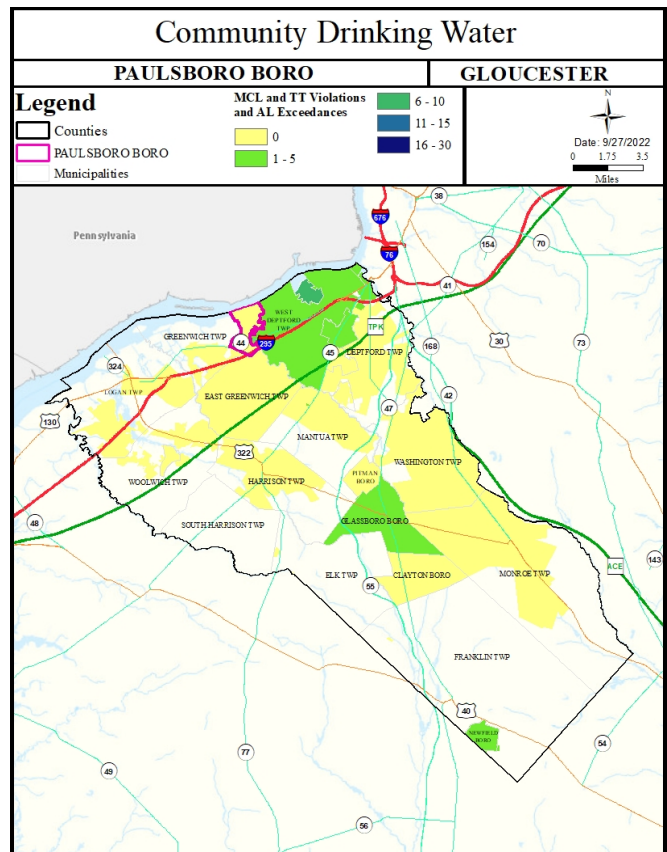 Community Drinking Water
PAULSBORO BORO
GLOUCESTER
Legend
Counties
PAULSBORO BORO
Municipalities
MCL and TT Violations
and AL Exceedances
0
1 - 5
6 - 10
11 - 15
16 - 30
N
Date: 9/27/2022
0 1.75 3.5
Miles
Pennsylvania
38
676
154
70
76
41
WEST
DEPTFORD
TWP
TPK
GREENWICH TWP
44
295
45
168
30
73
DEPTFORD TWP
324
LOGAN TWP
EAST GREENWICH TWP
47
42
130
MANTUA TWP
322
WASHINGTON TWP
PITMAN
BORO
WOOLWICH TWP
HARRISON TWP
48
SOUTH HARRISON TWP
GLASSBORO BORO
143
ACE
ELK TWP
55
CLAYTON BORO
MONROE TWP
FRANKLIN TWP
40
NEWFIELD
BORO
54
77
49
56